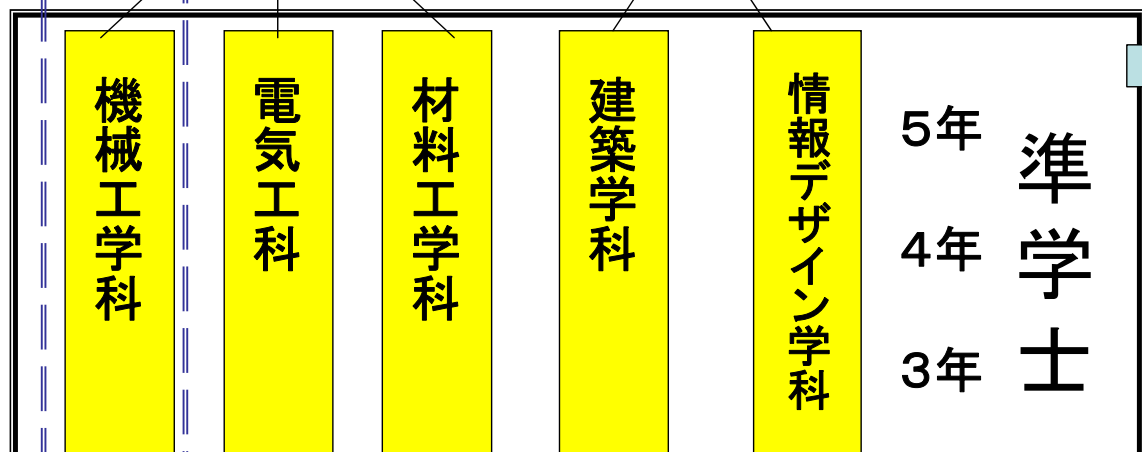 機械工学科
電気工科
材料工学科
建築学科
情報デザイン学科
5年
4年
3年
準学士